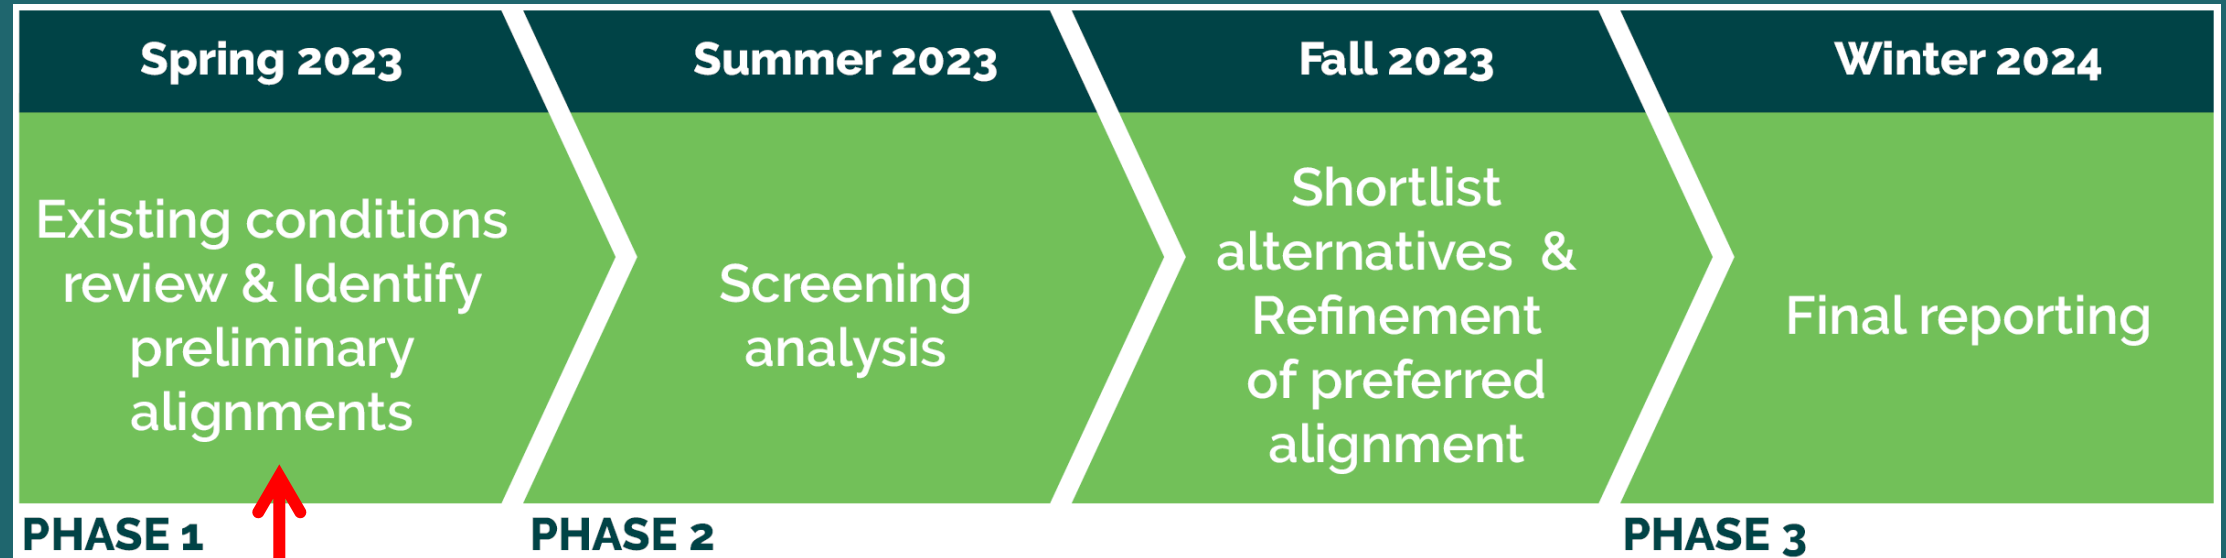 Spring 2023
Summer 2023
Fall 2023
Winter 2024
Existing conditions
review & Identify
preliminary
alignments
Screening
analysis
Shortlist
alternatives & 
Refinement
of preferred
alignment
Final reporting
PHASE 1
PHASE 2
PHASE 3